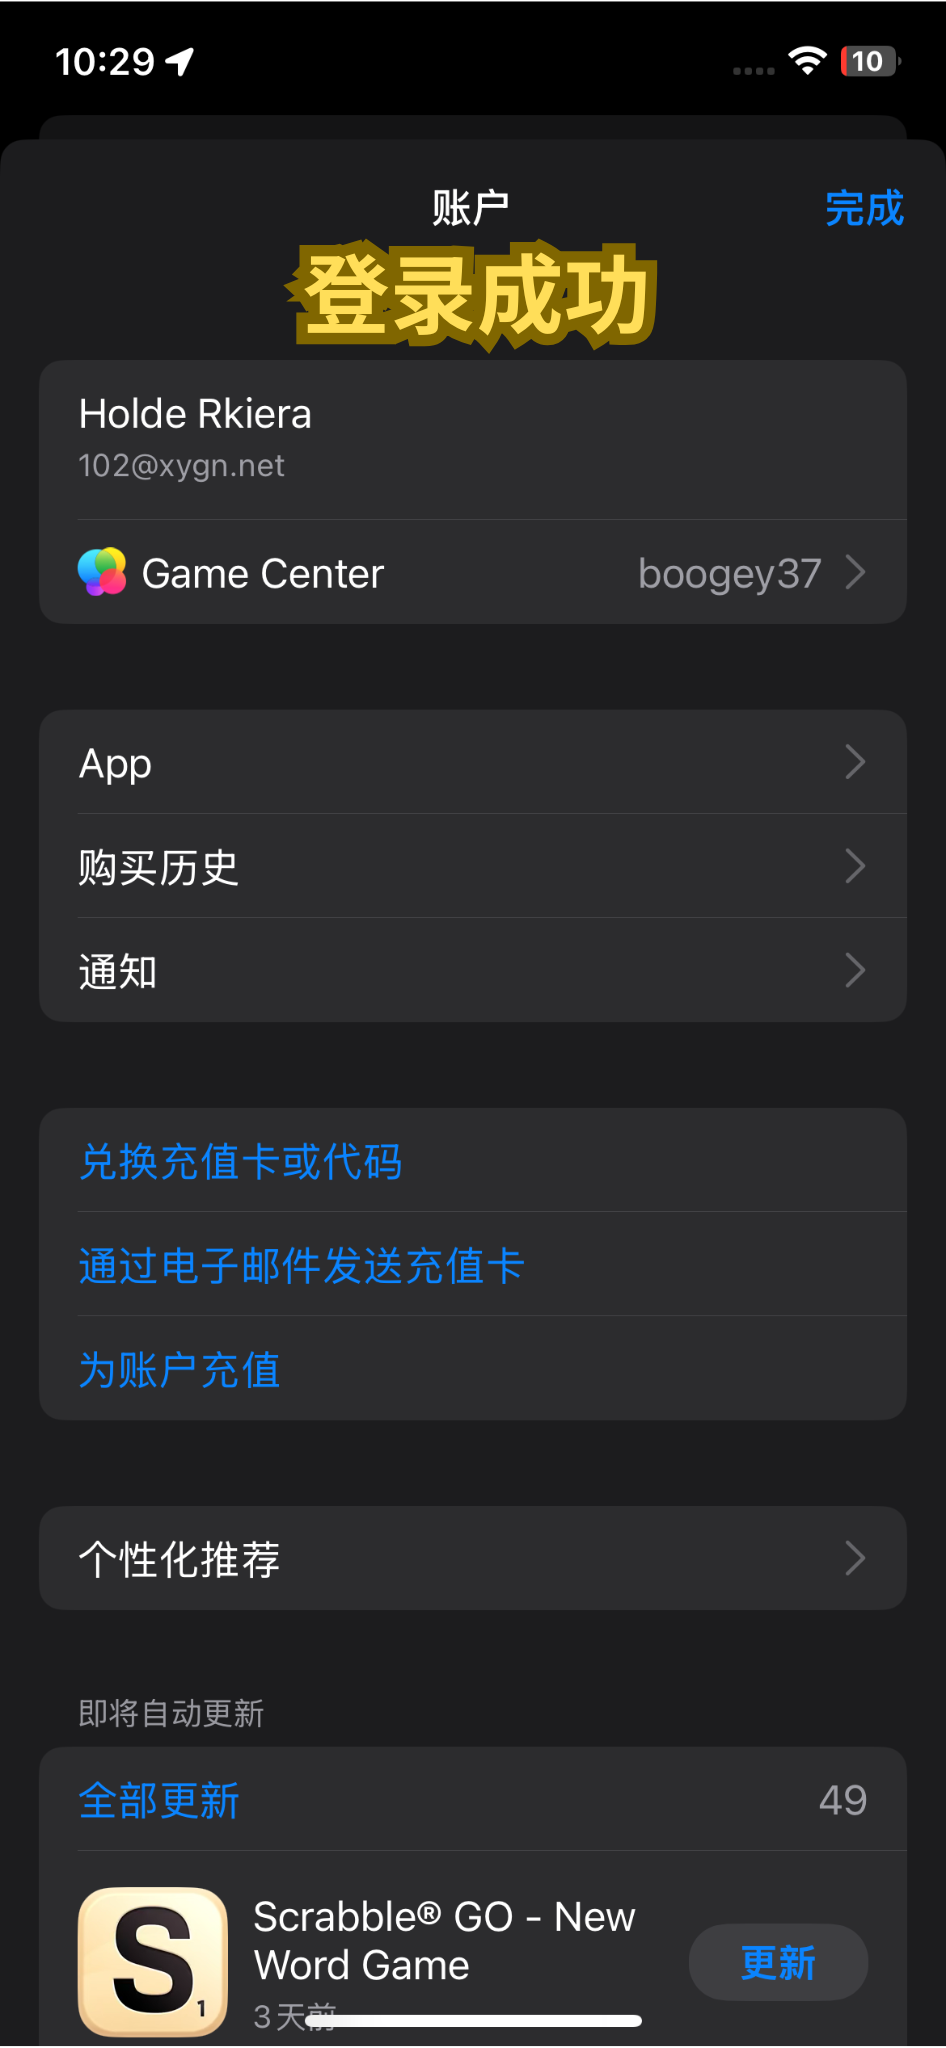 10:29
10
账户
完成
登录成功
Holde Rkiera
102@xygn.net
Game Center
boogey37
App
购买历史
通知
兑换充值卡或代码
通过电子邮件发送充值卡
为账户充值
个性化推荐
即将自动更新
全部更新
49
S1
Scrabble® GO - New
Word Game
更新
3天前